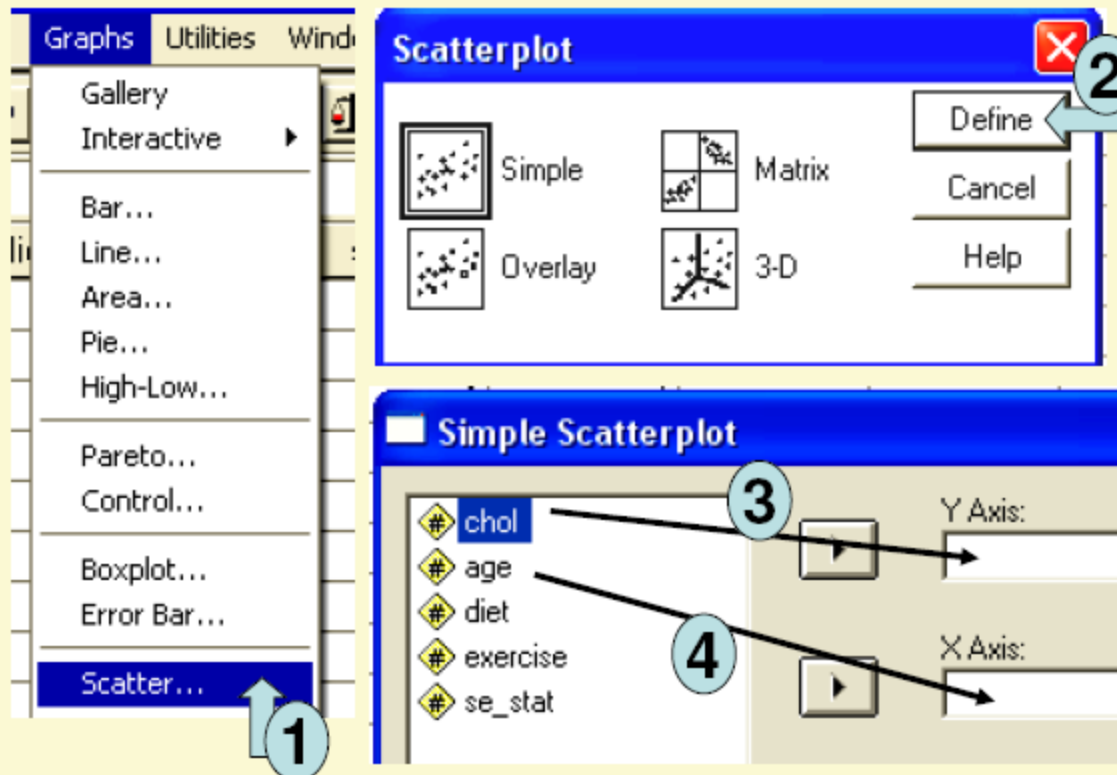 Graphs Utilities
Gallery
Interactive
Bar...
Line...
Area...
Pie...
High-Low...
Pareto...
Control...
Boxplot...
Error Bar...
Scatter...
1
Scatterplot
2
Simple
Matrix
Define
Cancel
Overlay
3-D
Help
Simple Scatterplot
chol
age
diet
exercise
se_stat
3
Y Axis:
4
X Axis: